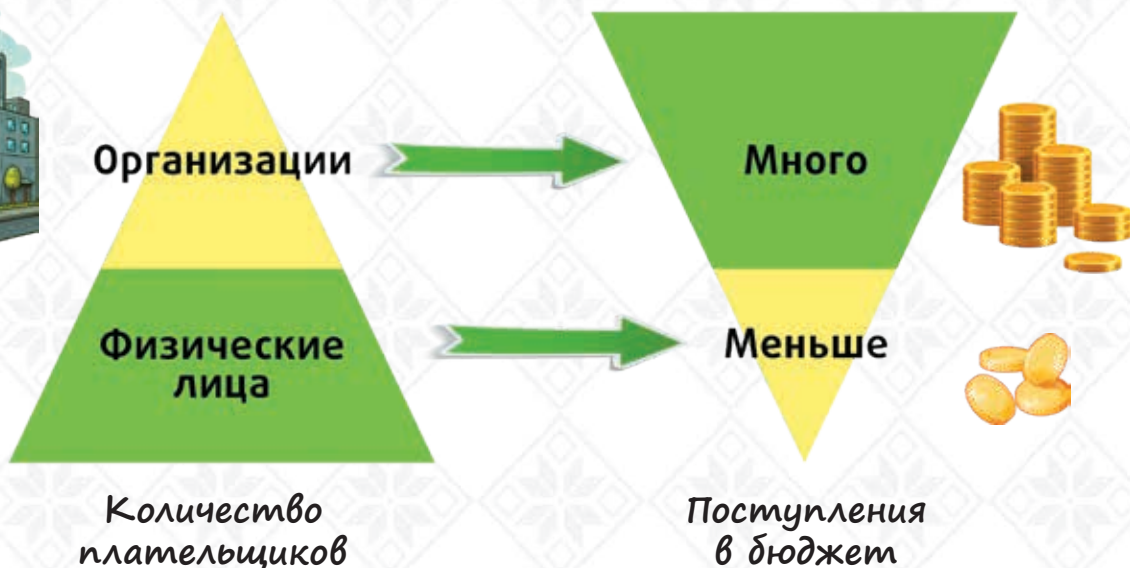 Организации
Много
Физические
лица
Меньше
Количество
плательщиков
Поступления
в бюджет